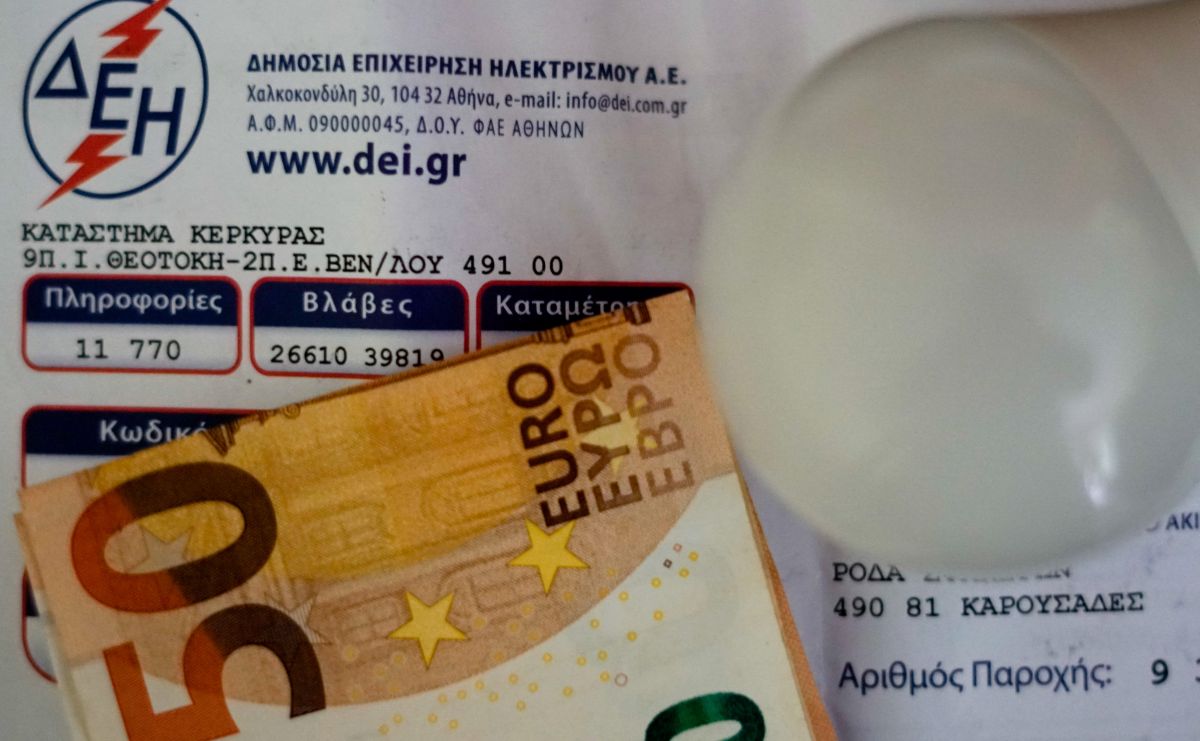 ΔΕΗ
ΔΗΜΟΣΙΑ ΕΠΙΧΕΙΡΗΣΗ ΗΛΕΚΤΡΙΣΜΟΥ Α.Ε.
Χαλκοκονδύλη 30, 104 32 Αθήνα, e-mail: info@dei.com.gr
Α.Φ.Μ. 090000045, Δ.Ο.Υ. ΦΑΕ ΑΘΗΝΩΝ
www.dei.gr
ΚΑΤΑΣΤΗΜΑ ΚΕΡΚΥΡΑΣ
9Π.Ι.ΘΕΟΤΟΚΗ-2Π.Ε.ΒΕΝ/ΛΟΥ 491 00
Πληροφορίες Βλάβες
11 770 26610 39819
50
EURO
ΕΥΡΩ
ЕВРО
ΡΟΔΑ
490 81 ΚΑΡΟΥΣΑΔΕΣ
Αριθμός Παροχής: 9